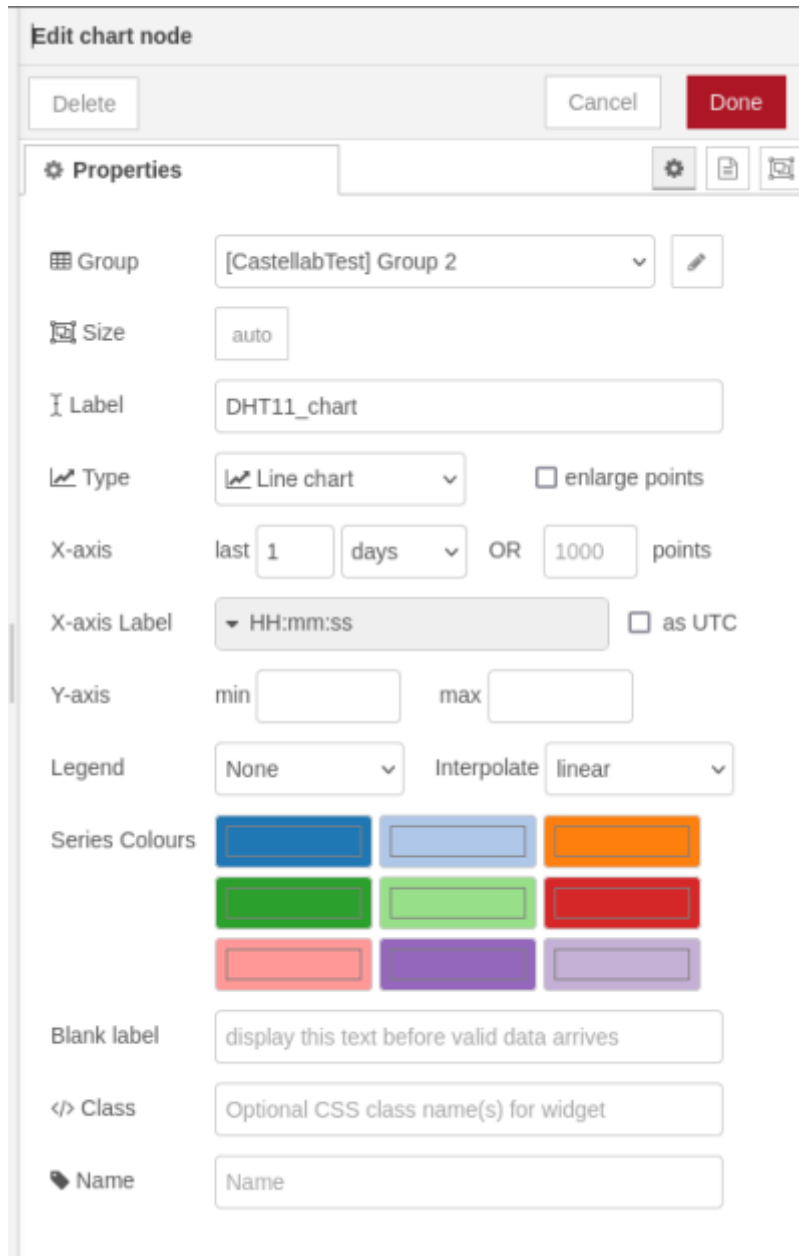 Edit chart node
Delete Cancel Done
Properties
Group [CastellabTest] Group 2
Size auto
Label DHT11_chart
Type Line chart enlarge points
X-axis last 1 days OR 1000 points
X-axis Label HH:mm:ss as UTC
Y-axis min max
Legend None Interpolate linear
Series Colours
Blank label display this text before valid data arrives
</> Class Optional CSS class name(s) for widget
Name Name